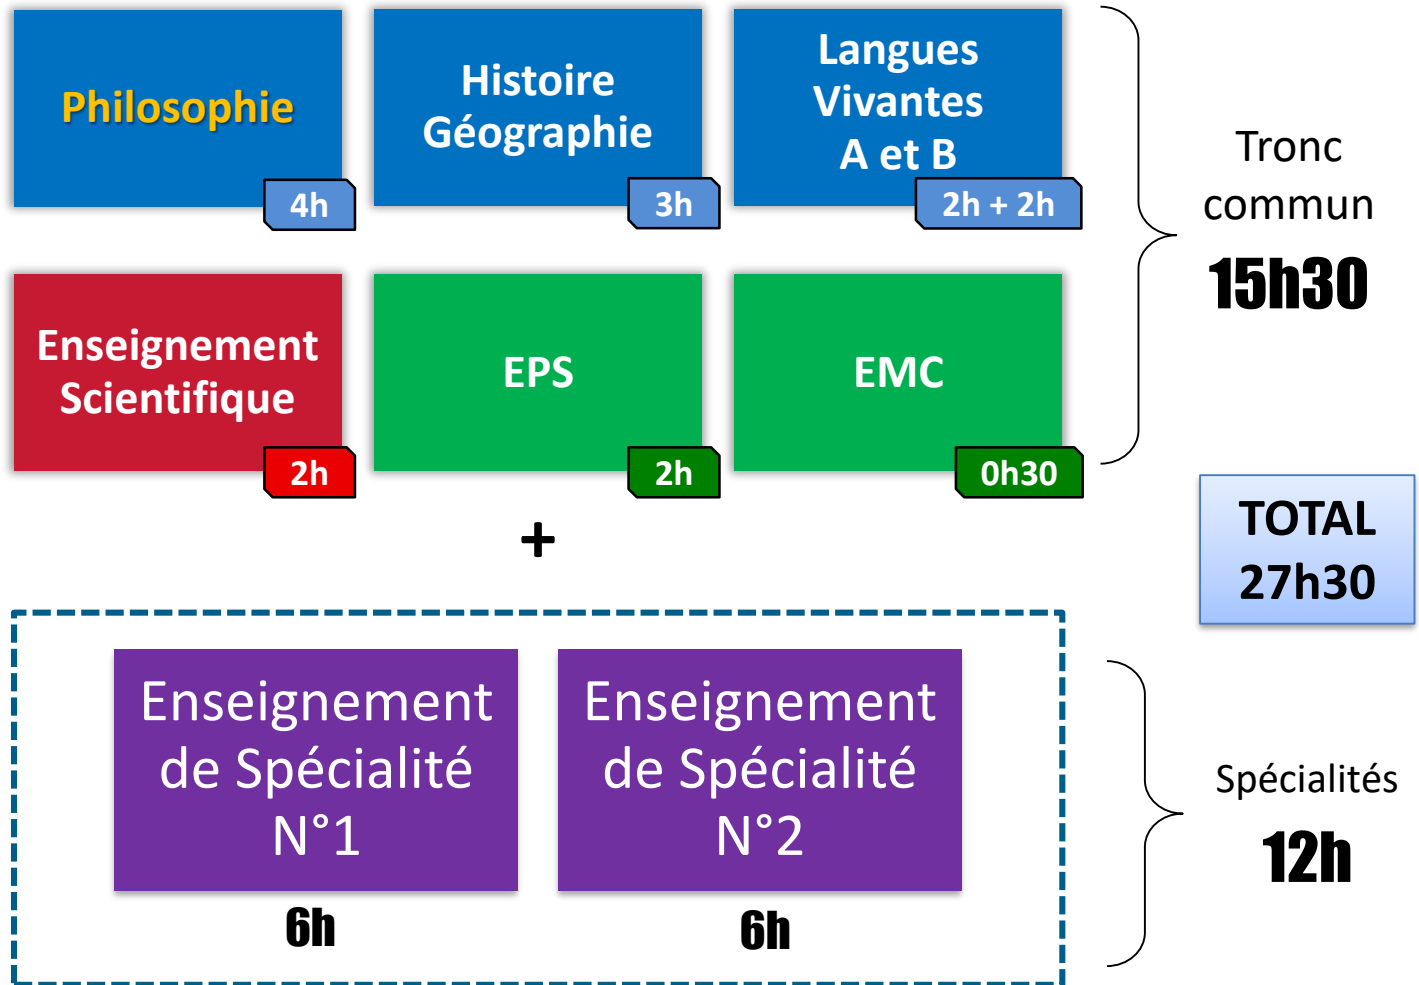 Philosophie
4h
Histoire
Géographie
3h
Langues
Vivantes
A et B
2h + 2h
Tronc
commun
15h30
Enseignement
Scientifique
2h
EPS
2h
EMC
0h30
+
TOTAL
27h30
Enseignement
de Spécialité
N°1
6h
Enseignement
de Spécialité
N°2
6h
Spécialités
12h